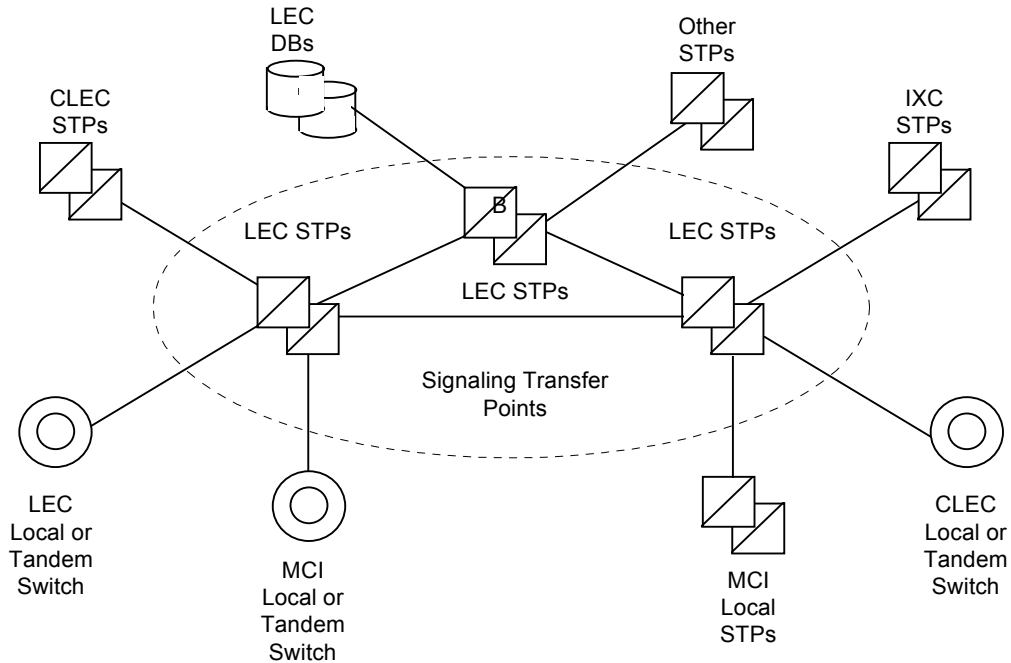 LEC
DBs
Other
STPs
CLEC
STPs
IXC
STPs
B
LEC STPs
LEC STPs
LEC STPs
Signaling Transfer
Points
LEC
Local or
Tandem
Switch
MCI
Local or
Tandem
Switch
MCI
Local
STPs
CLEC
Local or
Tandem
Switch